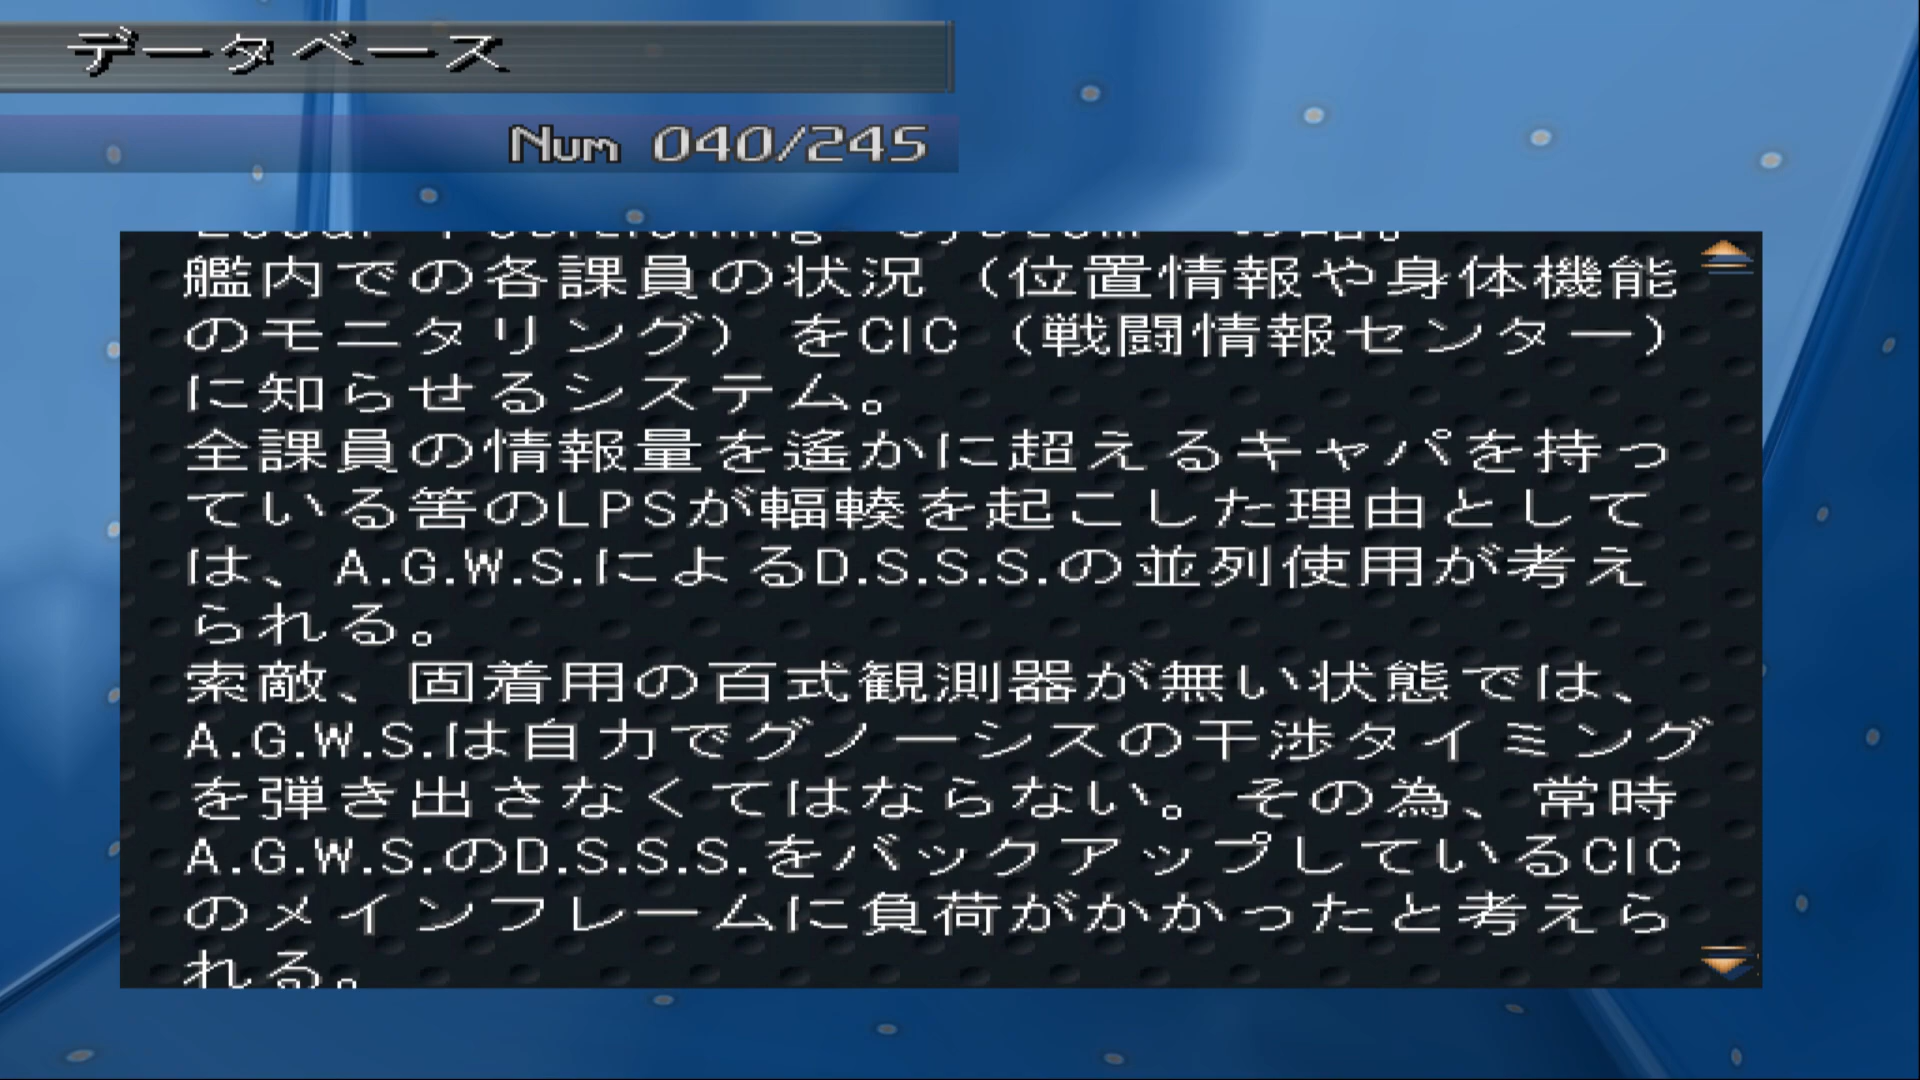 データベース
Num 040/245
Local Positioning System の略。
艦内での各課員の状況（位置情報や身体機能
のモニタリング）をCIC（戦闘情報センター）
に知らせるシステム。
全課員の情報量を遙かに超えるキャパを持っ
ている筈のLPSが輻輳を起こした理由として
は、A.G.W.S.によるD.S.S.S.の並列使用が考え
られる。
索敵、固着用の百式観測器が無い状態では、
A.G.W.S.は自力でグノーシスの干渉タイミング
を弾き出さなくてはならない。その為、常時
A.G.W.S.のD.S.S.S.をバックアップしているCIC
のメインフレームに負荷がかかったと考えら
れる。